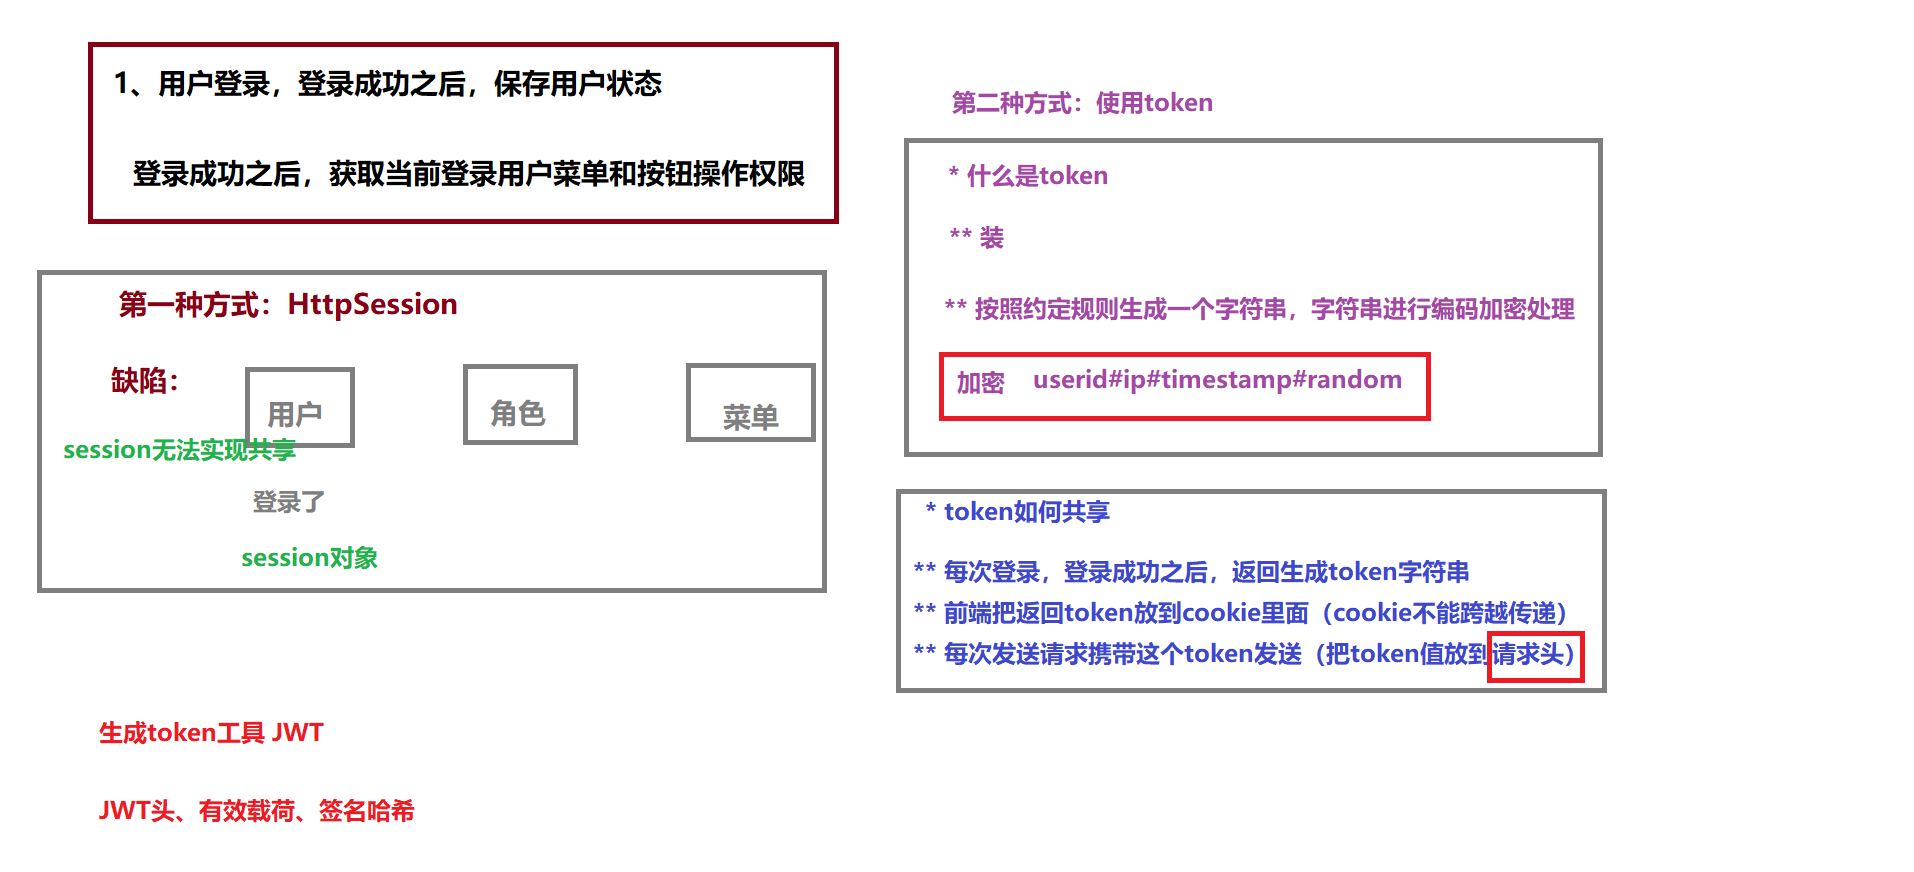 1、用户登录，登录成功之后，保存用户状态
登录成功之后，获取当前登录用户菜单和按钮操作权限
第一种方式：HttpSession
缺陷：
用户
角色
菜单
session无法实现共享
登录了
session对象
生成token工具 JWT
JWT头、有效载荷、签名哈希
第二种方式：使用token
* 什么是token
** 装
** 按照约定规则生成一个字符串，字符串进行编码加密处理
加密 userid#ip#timestamp#random
* token如何共享
** 每次登录，登录成功之后，返回生成token字符串
** 前端把返回token放到cookie里面（cookie不能跨越传递）
** 每次发送请求携带这个token发送（把token值放到请求头）